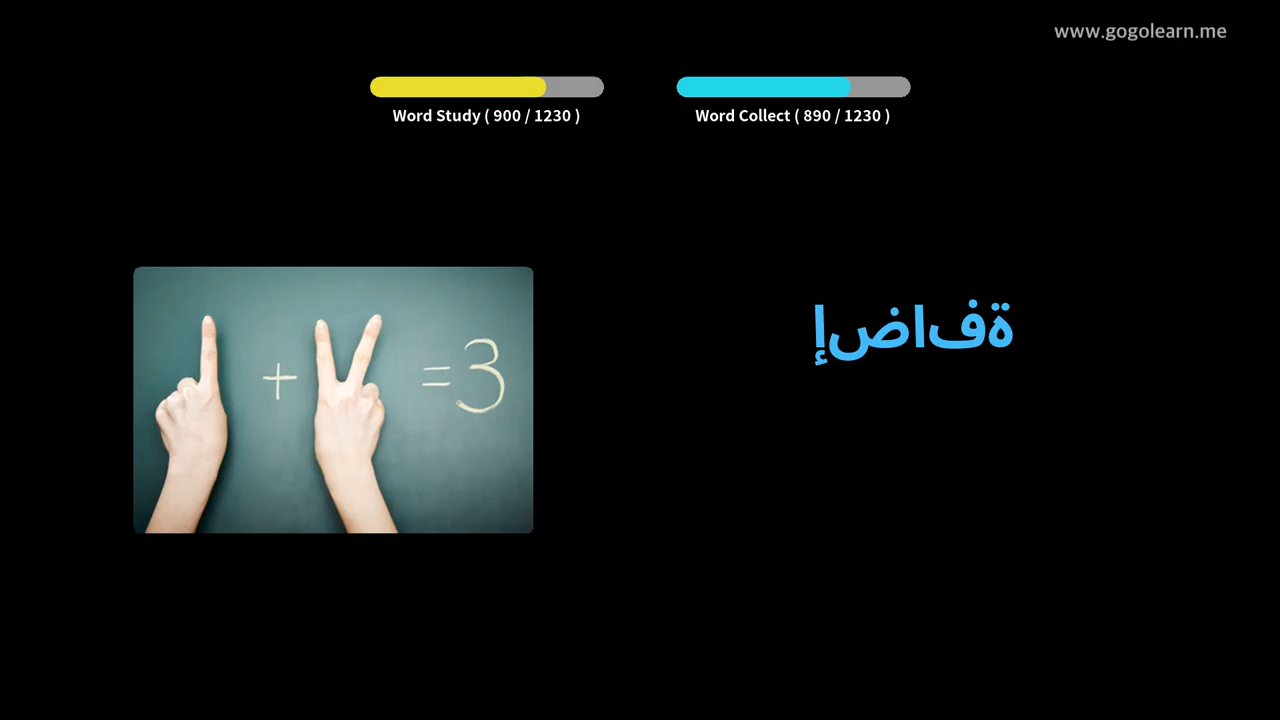 www.gogolearn.me
Word Study ( 900 / 1230 )
Word Collect ( 890 / 1230 )
ةفاضإ
+ =3